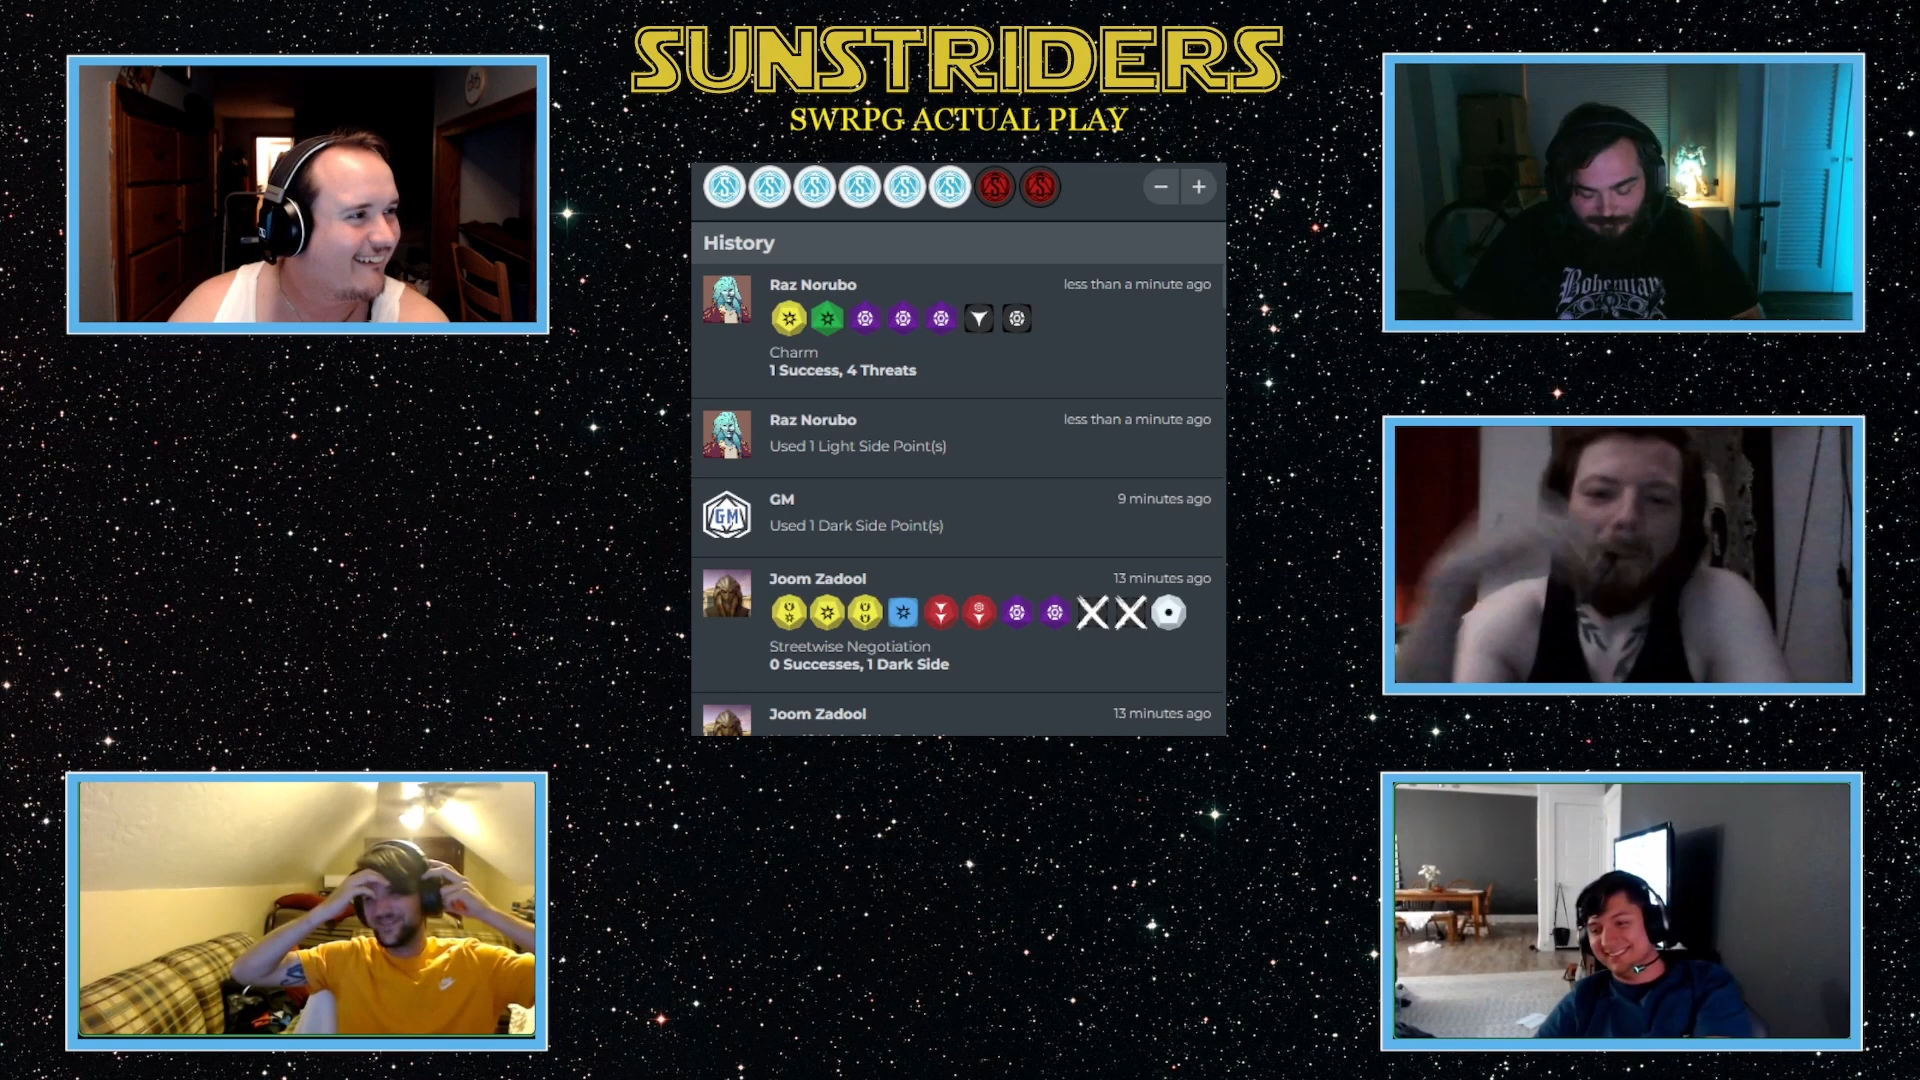 SUNSTRIDERS
SWRPG ACTUAL PLAY
History
Raz Norubo
less than a minute ago
Charm
1 Success, 4 Threats
Raz Norubo
less than a minute ago
Used 1 Light Side Point(s)
GM
GM
9 minutes ago
Used 1 Dark Side Point(s)
Joom Zadool
13 minutes ago
Streetwise Negotiation
0 Successes, 1 Dark Side
Joom Zadool
13 minutes ago
Bohemian